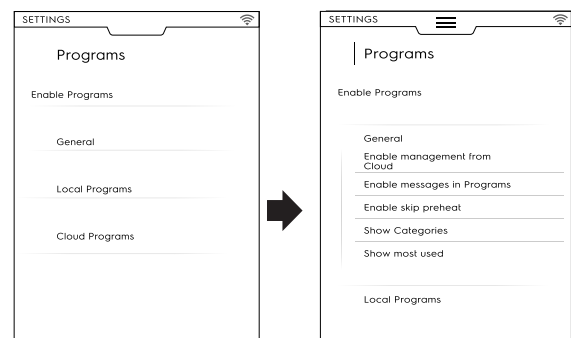 SETTINGS
Programs
Enable Programs
General
Local Programs
Cloud Programs
SETTINGS
Programs
Enable Programs
General
Enable management from
Cloud
Enable messages in Programs
Enable skip preheat
Show Categories
Show most used
Local Programs